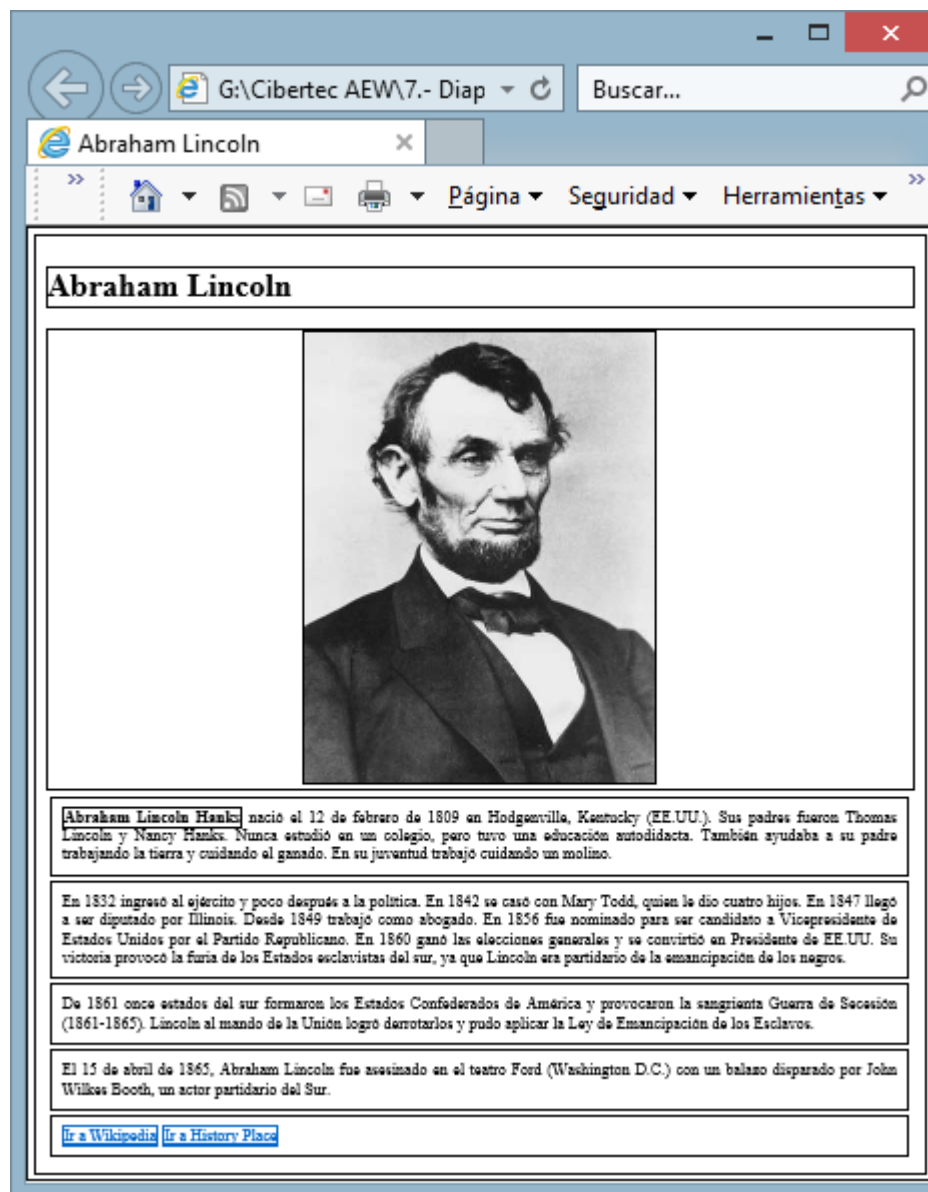 G:\Cibertec AEW\7.- Diap
Buscar...
Abraham Lincoln
Página Seguridad Herramientas
Abraham Lincoln
Abraham Lincoln Hanks nació el 12 de febrero de 1809 en Hodgenville, Kentucky (EE.UU.). Sus padres fueron Thomas
Lincoln y Nancy Hanks. Nunca estudió en un colegio, pero tuvo una educación autodidacta. También ayudaba a su padre
trabajando la tierra y cuidando el ganado. En su juventud trabajó cuidando un molino.
En 1832 ingresó al ejército y poco después a la política. En 1842 se casó con Mary Todd, quien le dio cuatro hijos. En 1847 llegó
a ser diputado por Illinois. Desde 1849 trabajó como abogado. En 1856 fue nominado para ser candidato a Vicepresidente de
Estados Unidos por el Partido Republicano. En 1860 ganó las elecciones generales y se convirtió en Presidente de EE.UU. Su
victoria provocó la furia de los Estados esclavistas del sur, ya que Lincoln era partidario de la emancipación de los negros.
De 1861 once estados del sur formaron los Estados Confederados de América y provocaron la sangrienta Guerra de Secesión
(1861-1865). Lincoln al mando de la Unión logró derrotarlos y pudo aplicar la Ley de Emancipación de los Esclavos.
El 15 de abril de 1865, Abraham Lincoln fue asesinado en el teatro Ford (Washington D.C.) con un balazo disparado por John
Wilkes Booth, un actor partidario del Sur.
Ir a Wikipedia Ir a History Place